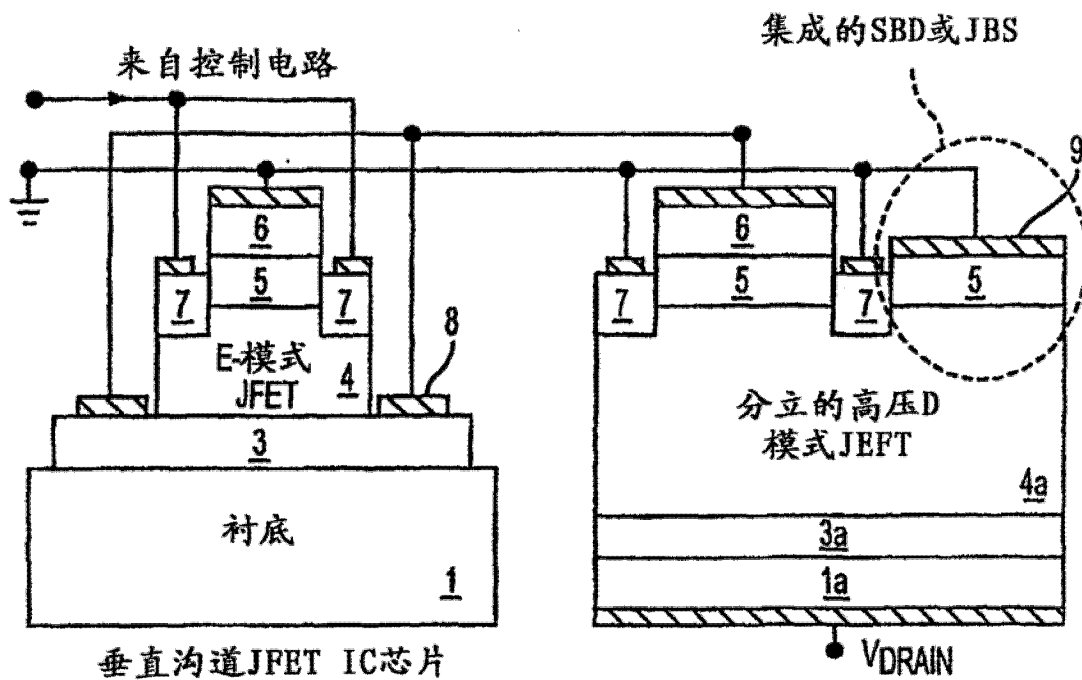 集成的SBD或JBS
来自控制电路
9
6
6
5
5
5
7
7
7
7
8
E-模式
JFET
4
分立的高压D
模式JEFT
3
4a
衬底
3a
1
1a
垂直沟道JFET IC芯片
VDRAIN